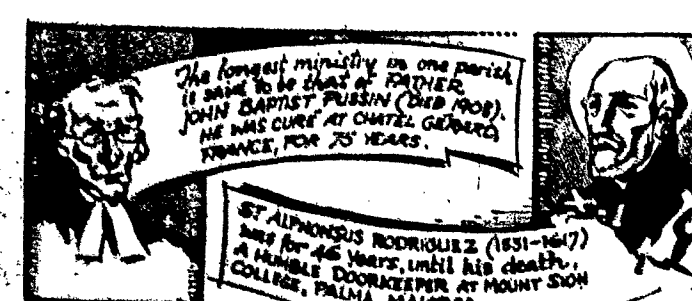 The longest ministry in one parish
is said to be that of FATHER
JOHN BAPTIST PUSSIN (DIED 1908).
HE WAS CURÉ AT CHATEL GERARD,
FRANCE, FOR 75 YEARS.
ST ALPHONSUS RODRIGUEZ (1531-1617)
was for 46 years, until his death,
A HUMBLE DOORKEEPER AT MOUNT SION
COLLEGE, PALMA,